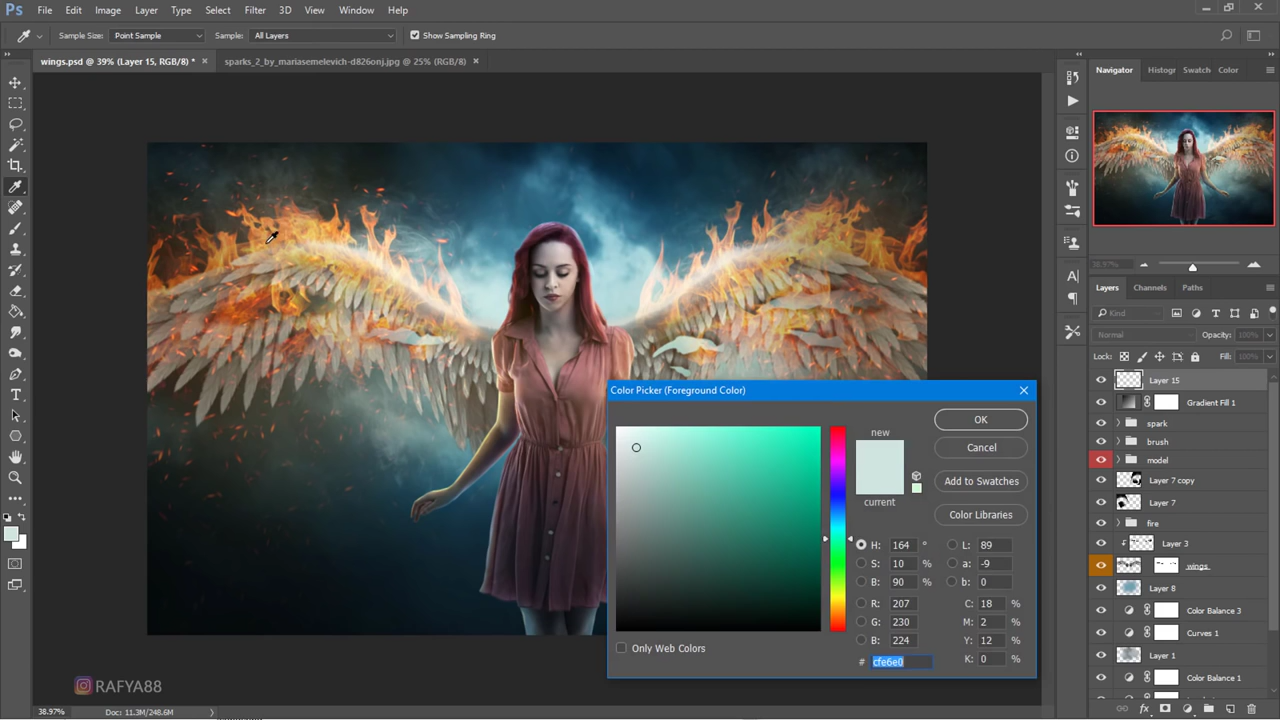 Ps File Edit Image Layer Type Select Filter 3D View Window Help
Sample Size: Point Sample Sample: All Layers Show Sampling Ring
wings.psd @ 39% (Layer 15, RGB/8) * × sparks_2_by_mariasemelevich-d826onj.jpg @ 25% (RGB/8) ×
Navigator Histogr Swatch Color
38.97%
Layers Channels Paths
Kind
Normal Opacity: 100%
Lock: Fill: 100%
Layer 15
Gradient Fill 1
spark
brush
model
Layer 7 copy
Layer 7
fire
Layer 3
wings
Layer 8
Color Balance 3
Curves 1
Layer 1
Color Balance 1
Color Picker (Foreground Color)
new
current
OK
Cancel
Add to Swatches
Color Libraries
H: 164 ° L: 89
S: 10 % a: -9
B: 90 % b: 0
R: 207 C: 18 %
G: 230 M: 2 %
B: 224 Y: 12 %
# cfe6e0 K: 0 %
Only Web Colors
RAFYA88
38.97% Doc: 11.3M/248.6M